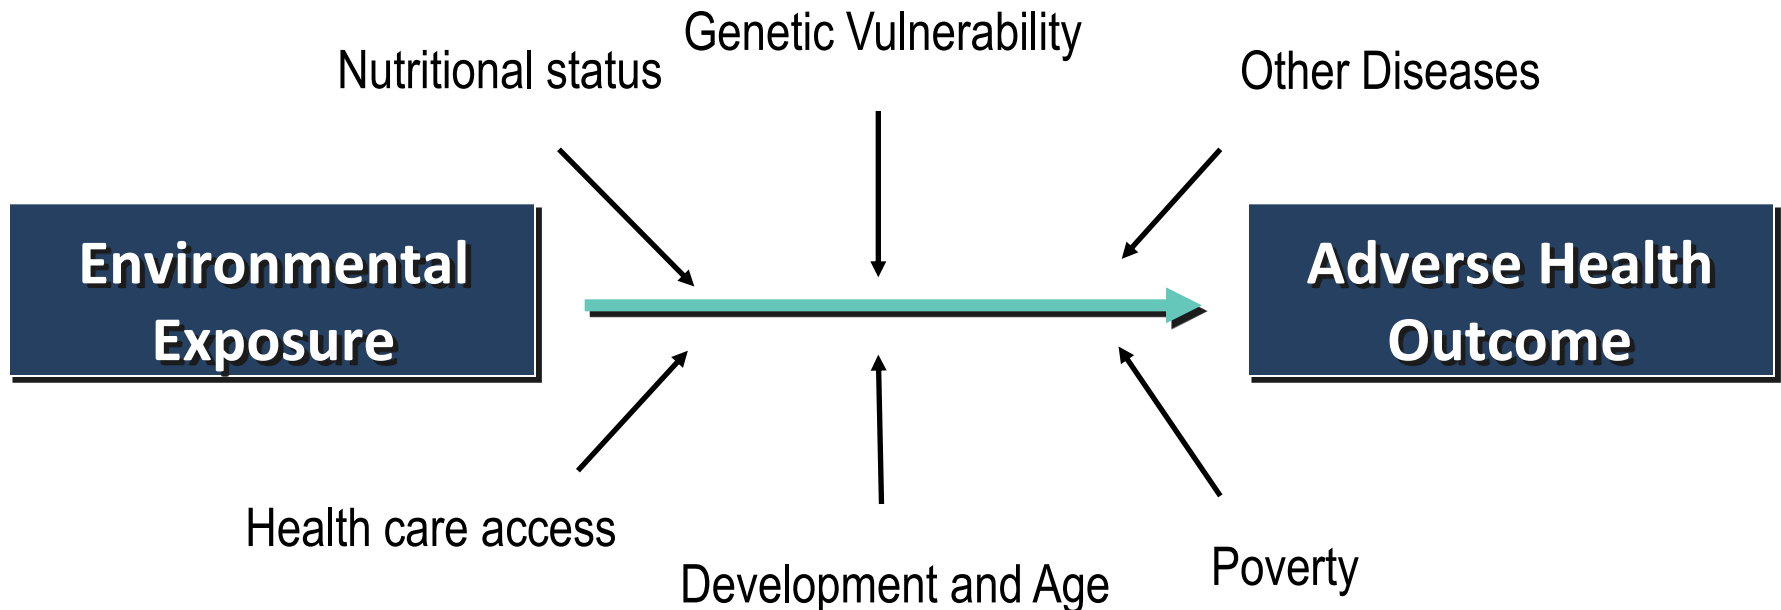 Genetic Vulnerability
Nutritional status
Other Diseases
Environmental
Exposure
Adverse Health
Outcome
Health care access
Development and Age
Poverty